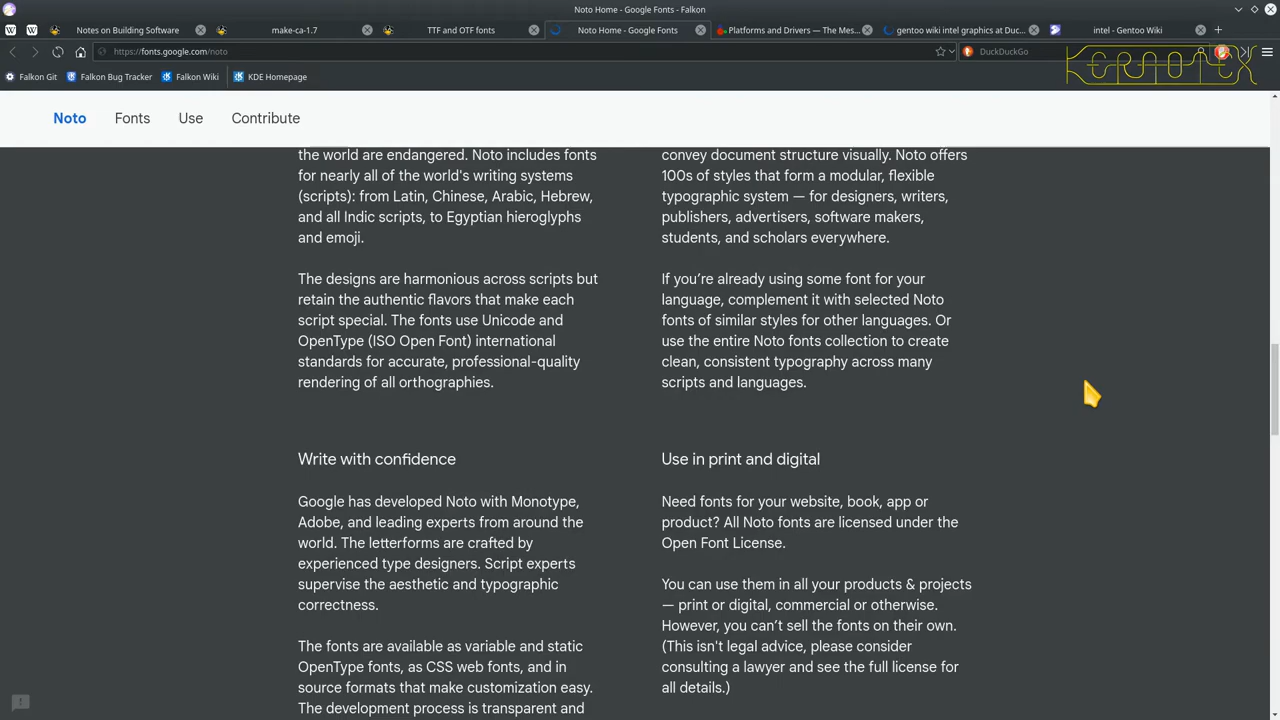 Noto Home - Google Fonts - Falkon
Notes on Building Software
make-ca-1.7
TTF and OTF fonts
Noto Home - Google Fonts
Platforms and Drivers — The Mes...
gentoo wiki intel graphics at Duc...
intel - Gentoo Wiki
https://fonts.google.com/noto
DuckDuckGo
Falkon Git
Falkon Bug Tracker
Falkon Wiki
KDE Homepage
Noto
Fonts
Use
Contribute
the world are endangered. Noto includes fonts
for nearly all of the world's writing systems
(scripts): from Latin, Chinese, Arabic, Hebrew,
and all Indic scripts, to Egyptian hieroglyphs
and emoji.
The designs are harmonious across scripts but
retain the authentic flavors that make each
script special. The fonts use Unicode and
OpenType (ISO Open Font) international
standards for accurate, professional-quality
rendering of all orthographies.
convey document structure visually. Noto offers
100s of styles that form a modular, flexible
typographic system — for designers, writers,
publishers, advertisers, software makers,
students, and scholars everywhere.
If you’re already using some font for your
language, complement it with selected Noto
fonts of similar styles for other languages. Or
use the entire Noto fonts collection to create
clean, consistent typography across many
scripts and languages.
Write with confidence
Google has developed Noto with Monotype,
Adobe, and leading experts from around the
world. The letterforms are crafted by
experienced type designers. Script experts
supervise the aesthetic and typographic
correctness.
The fonts are available as variable and static
OpenType fonts, as CSS web fonts, and in
source formats that make customization easy.
The development process is transparent and
Use in print and digital
Need fonts for your website, book, app or
product? All Noto fonts are licensed under the
Open Font License.
You can use them in all your products & projects
— print or digital, commercial or otherwise.
However, you can’t sell the fonts on their own.
(This isn't legal advice, please consider
consulting a lawyer and see the full license for
all details.)